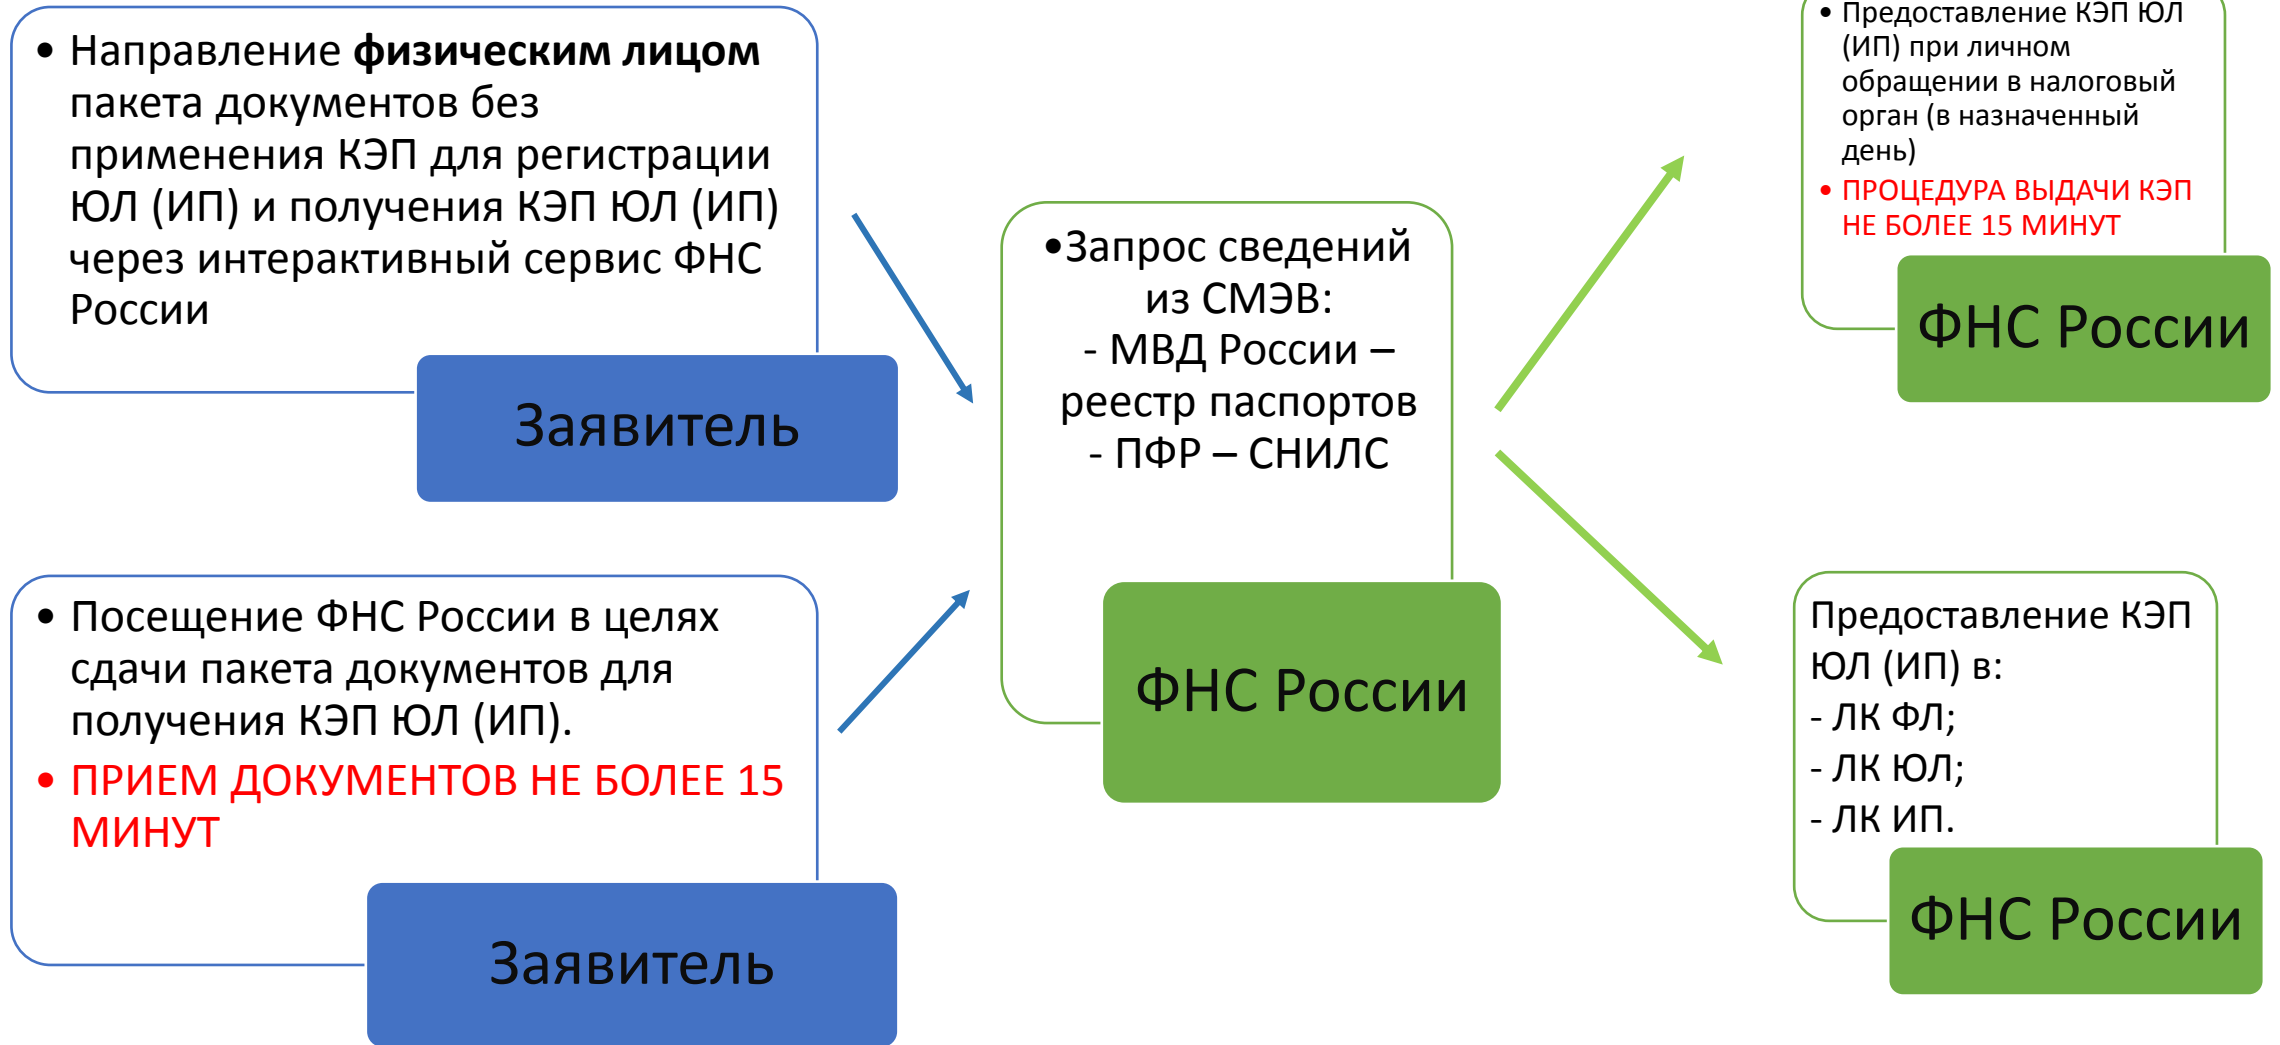 • Направление физическим лицом
пакета документов без
применения КЭП для регистрации
ЮЛ (ИП) и получения КЭП ЮЛ (ИП)
через интерактивный сервис ФНС
России
Заявитель
• Посещение ФНС России в целях
сдачи пакета документов для
получения КЭП ЮЛ (ИП).
• ПРИЕМ ДОКУМЕНТОВ НЕ БОЛЕЕ 15
МИНУТ
Заявитель
•Запрос сведений
из СМЭВ:
- МВД России –
реестр паспортов
- ПФР – СНИЛС
ФНС России
• Предоставление КЭП ЮЛ
(ИП) при личном
обращении в налоговый
орган (в назначенный
день)
• ПРОЦЕДУРА ВЫДАЧИ КЭП
НЕ БОЛЕЕ 15 МИНУТ
ФНС России
Предоставление КЭП
ЮЛ (ИП) в:
- ЛК ФЛ;
- ЛК ЮЛ;
- ЛК ИП.
ФНС России